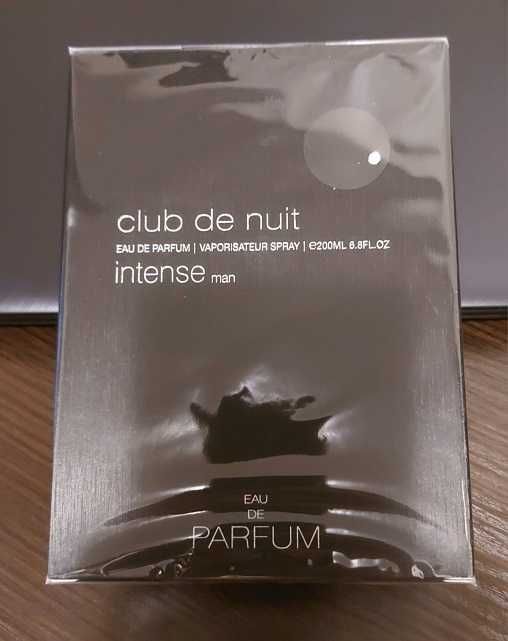 club de nuit
EAU DE PARFUM | VAPORISATEUR SPRAY | ℮200ML 6.8FL.OZ
intense man
EAU
DE
PARFUM